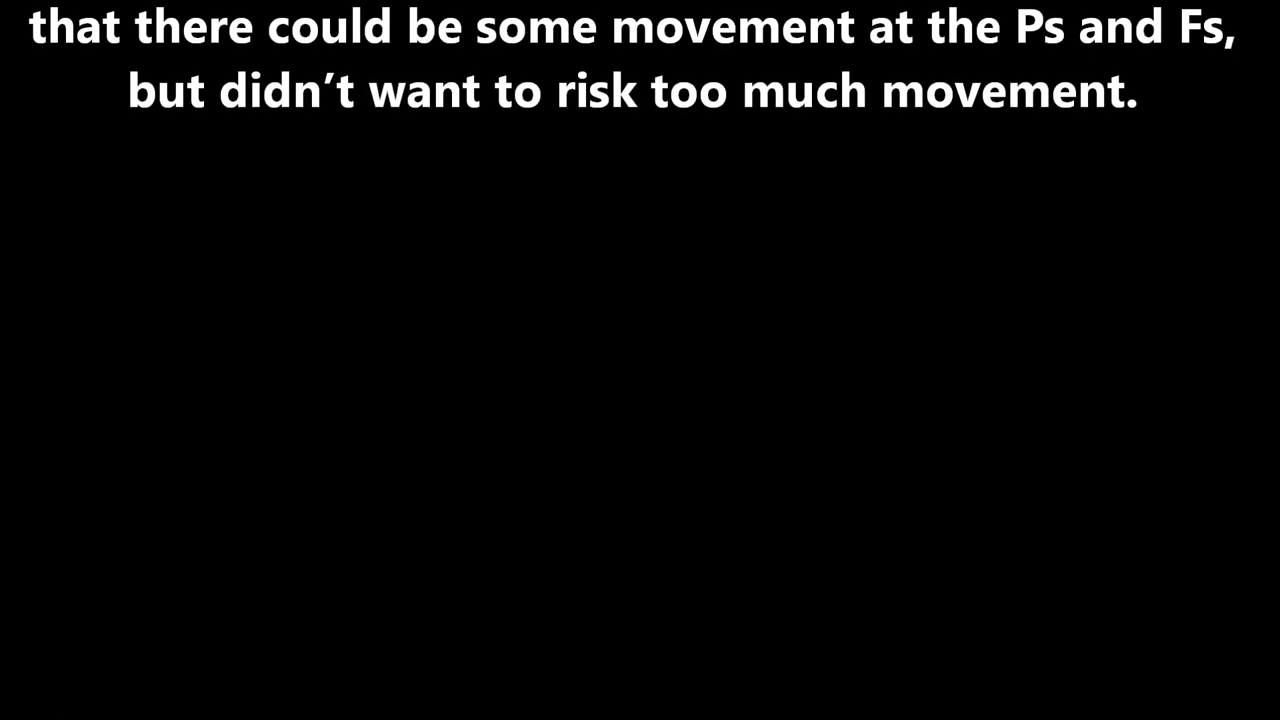 that there could be some movement at the Ps and Fs,
but didn’t want to risk too much movement.